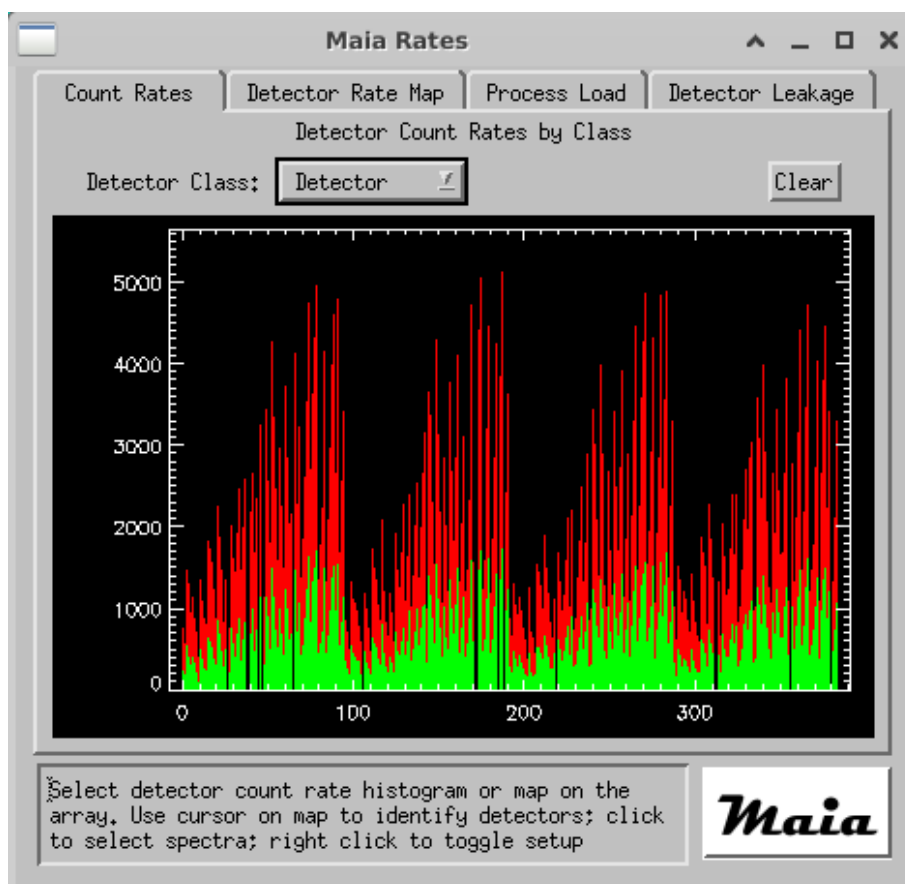 Maia Rates
Count Rates Detector Rate Map Process Load Detector Leakage
Detector Count Rates by Class
Detector Class: Detector Clear
5000
4000
3000
2000
1000
0
0 100 200 300
Select detector count rate histogram or map on the
array. Use cursor on map to identify detectors; click
to select spectra; right click to toggle setup
Maia